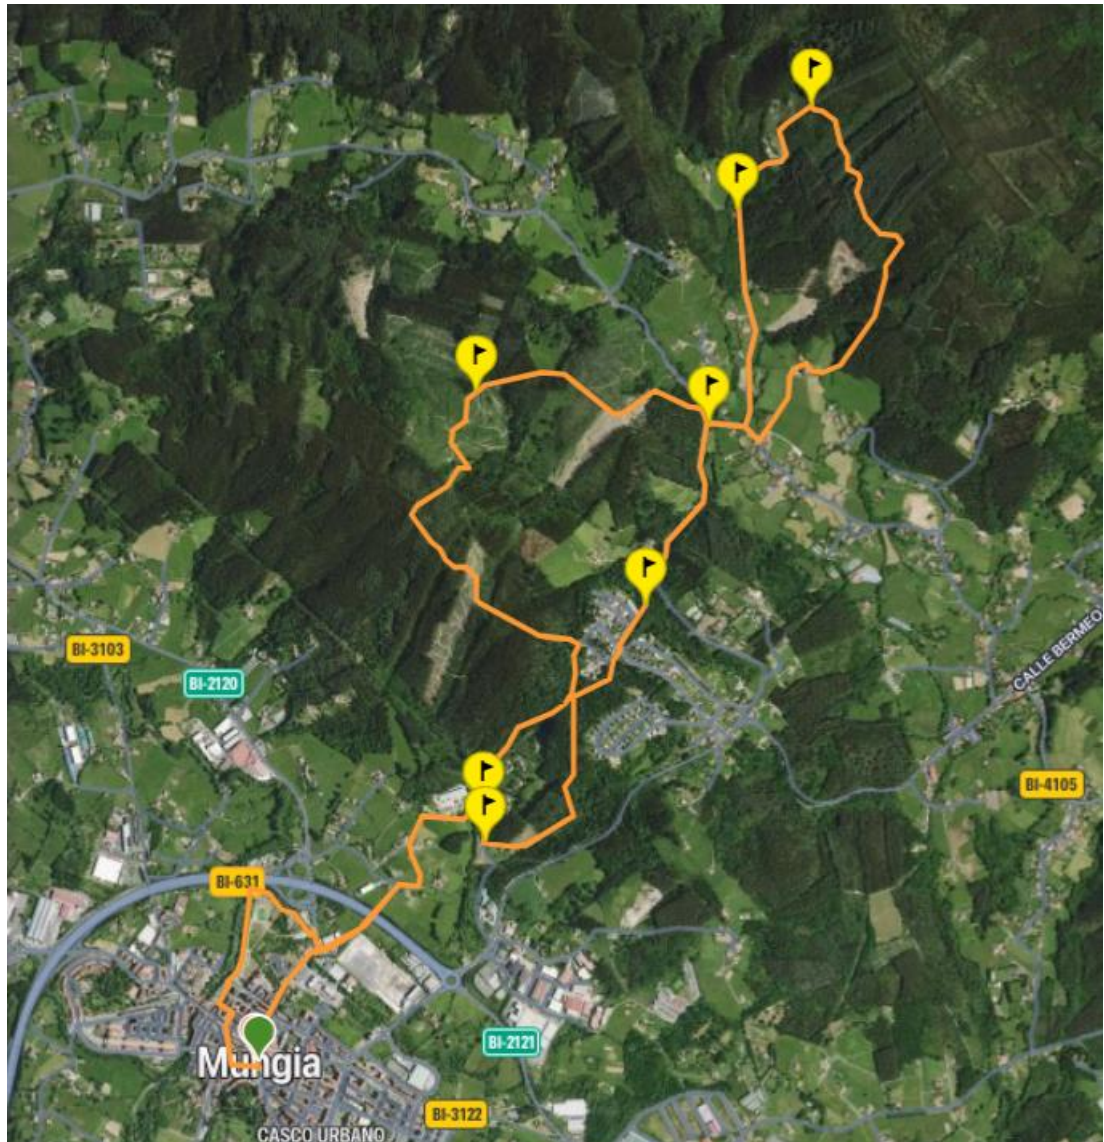 BI-3103
BI-2120
CALLE BERMEO
BI-4105
BI-631
BI-2121
Mungia
BI-3122
CASCO URBANO